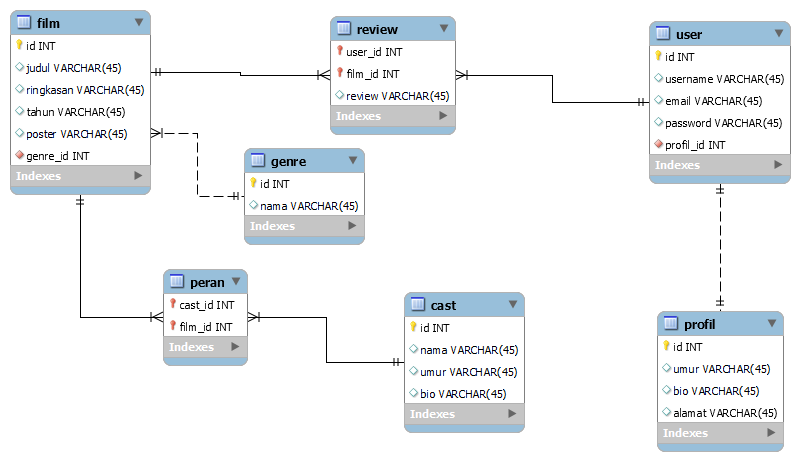 film
id INT
judul VARCHAR(45)
ringkasan VARCHAR(45)
tahun VARCHAR(45)
poster VARCHAR(45)
genre_id INT
Indexes
review
user_id INT
film_id INT
review VARCHAR(45)
Indexes
user
id INT
username VARCHAR(45)
email VARCHAR(45)
password VARCHAR(45)
profil_id INT
Indexes
genre
id INT
nama VARCHAR(45)
Indexes
peran
cast_id INT
film_id INT
Indexes
cast
id INT
nama VARCHAR(45)
umur VARCHAR(45)
bio VARCHAR(45)
Indexes
profil
id INT
umur VARCHAR(45)
bio VARCHAR(45)
alamat VARCHAR(45)
Indexes